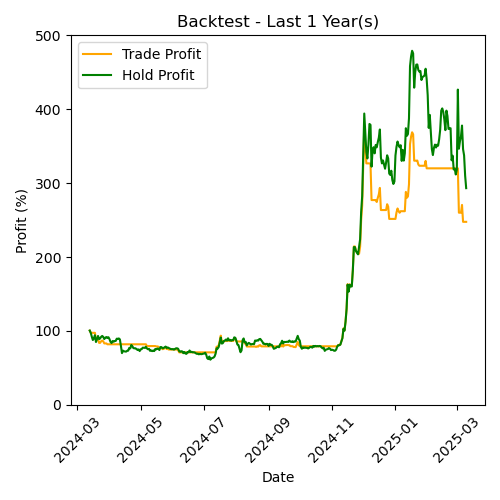 Backtest - Last 1 Year(s)
Trade Profit
Hold Profit
Profit (%)
500
400
300
200
100
0
2024-03
2024-05
2024-07
2024-09
2024-11
2025-01
2025-03
Date